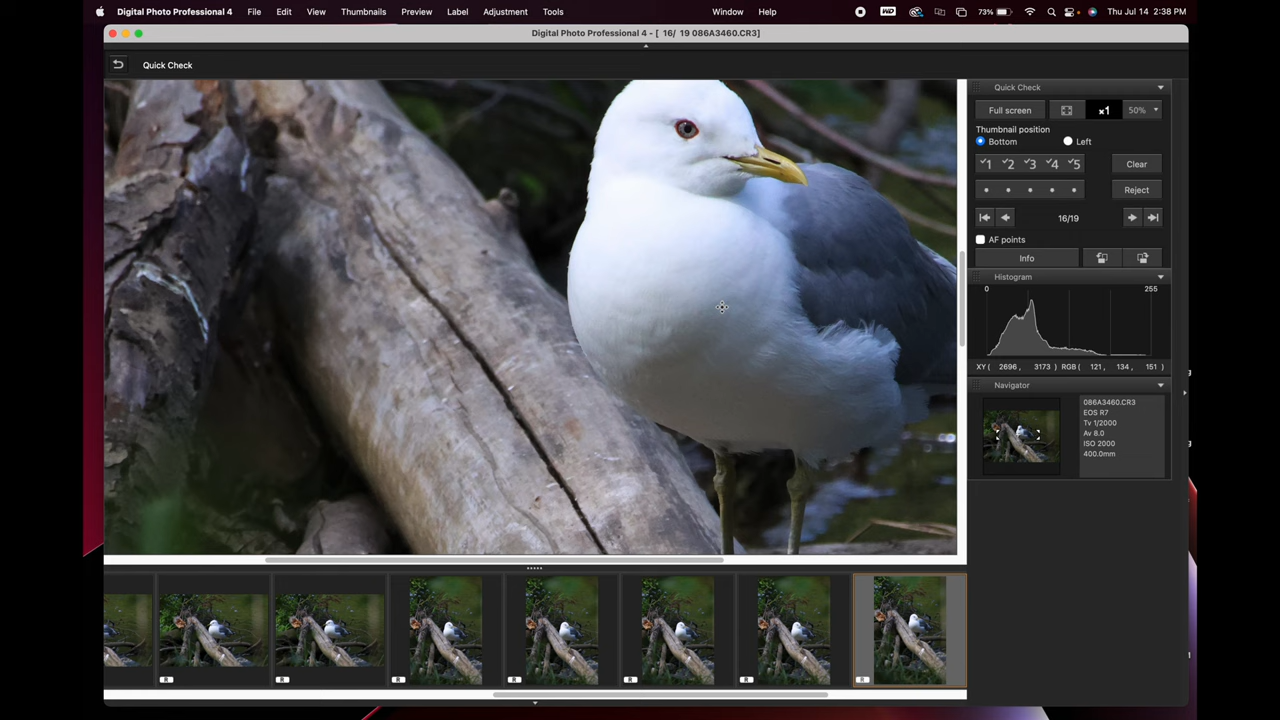 Digital Photo Professional 4 File Edit View Thumbnails Preview Label Adjustment Tools Window Help WD 73% Thu Jul 14 2:38 PM
Digital Photo Professional 4 - [ 16/ 19 086A3460.CR3]
Quick Check
Quick Check
Full screen x1 50%
Thumbnail position
Bottom Left
1 2 3 4 5 Clear
Reject
16/19
AF points
Info
Histogram
0 255
XY( 2696, 3173 ) RGB( 121, 134, 151 )
Navigator
086A3460.CR3
EOS R7
Tv 1/2000
Av 8.0
ISO 2000
400.0mm
R R R R R R R